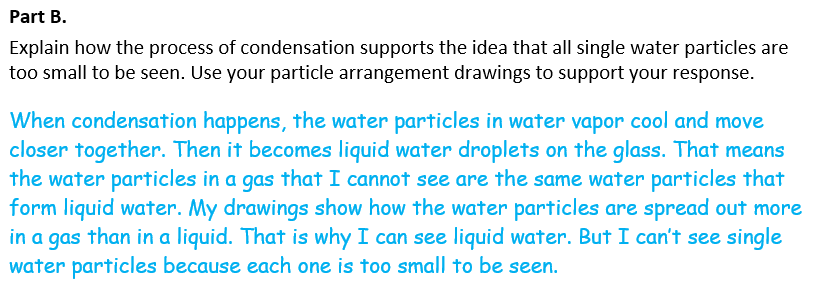 Part B.
Explain how the process of condensation supports the idea that all single water particles are
too small to be seen. Use your particle arrangement drawings to support your response.
When condensation happens, the water particles in water vapor cool and move
closer together. Then it becomes liquid water droplets on the glass. That means
the water particles in a gas that I cannot see are the same water particles that
form liquid water. My drawings show how the water particles are spread out more
in a gas than in a liquid. That is why I can see liquid water. But I can't see single
water particles because each one is too small to be seen.